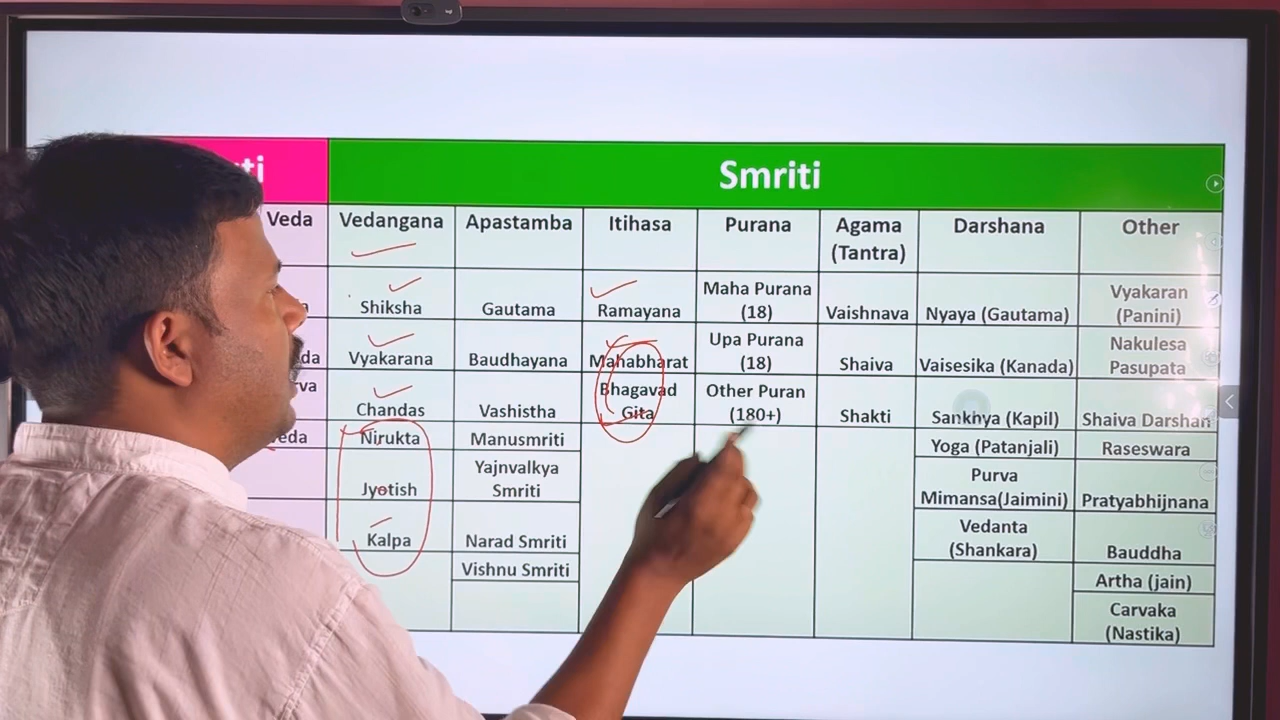 Smriti
Veda Vedangana Apastamba Itihasa Purana Agama (Tantra) Darshana Other
Shiksha Gautama Ramayana Maha Purana (18) Vaishnava Nyaya (Gautama) Vyakaran (Panini)
Vyakarana Baudhayana Mahabharat Upa Purana (18) Shaiva Vaisesika (Kanada) Nakulesa Pasupata
Chandas Vashistha Bhagavad Gita Other Puran (180+) Shakti Sanknya (Kapil) Shaiva Darshan
Nirukta Manusmriti Yoga (Patanjali) Raseswara
Jyotish Yajnvalkya Smriti Purva Mimansa(Jaimini) Pratyabhijnana
Kalpa Narad Smriti Vedanta (Shankara) Bauddha
Vishnu Smriti Artha (jain)
Carvaka (Nastika)